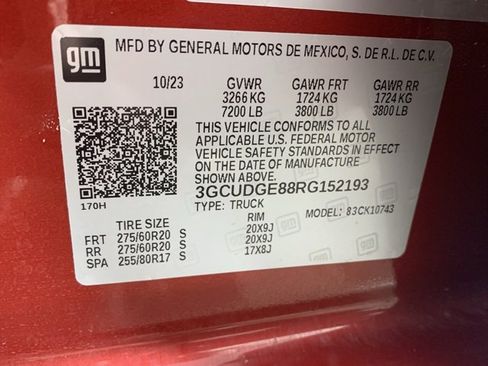 gm
MFD BY GENERAL MOTORS DE MEXICO, S. DE R.L. DE C.V.
10/23 GVWR GAWR FRT GAWR RR
3266 KG 1724 KG 1724 KG
7200 LB 3800 LB 3800 LB
THIS VEHICLE CONFORMS TO ALL
APPLICABLE U.S. FEDERAL MOTOR
VEHICLE SAFETY STANDARDS IN EFFECT
ON THE DATE OF MANUFACTURE
SHOWN ABOVE.
3GCUDGE88RG152193
170H
TYPE: TRUCK MODEL: 83CK10743
TIRE SIZE RIM
FRT 275/60R20 S 20X9J
RR 275/60R20 S 20X9J
SPA 255/80R17 S 17X8J